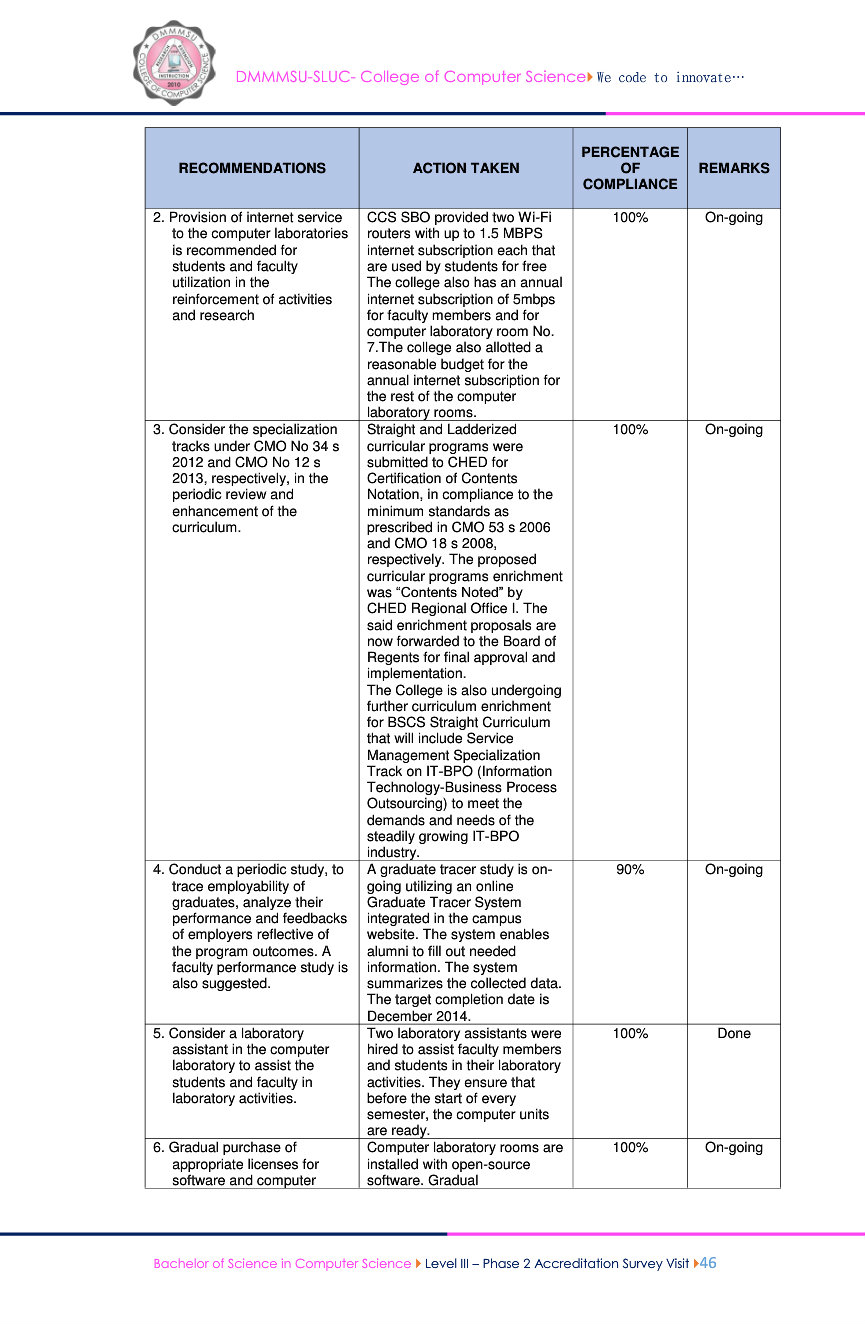 DMMMSU
COLLEGE OF COMPUTER SCIENCE
RESEARCH
EXTENSION
INSTRUCTION
2010
DMMMSU-SLUC- College of Computer Science We code to innovate…
RECOMMENDATIONS
ACTION TAKEN
PERCENTAGE
OF
COMPLIANCE
REMARKS
2. Provision of internet service
to the computer laboratories
is recommended for
students and faculty
utilization in the
reinforcement of activities
and research
CCS SBO provided two Wi-Fi
routers with up to 1.5 MBPS
internet subscription each that
are used by students for free
The college also has an annual
internet subscription of 5mbps
for faculty members and for
computer laboratory room No.
7.The college also allotted a
reasonable budget for the
annual internet subscription for
the rest of the computer
laboratory rooms.
100%
On-going
3. Consider the specialization
tracks under CMO No 34 s
2012 and CMO No 12 s
2013, respectively, in the
periodic review and
enhancement of the
curriculum.
Straight and Ladderized
curricular programs were
submitted to CHED for
Certification of Contents
Notation, in compliance to the
minimum standards as
prescribed in CMO 53 s 2006
and CMO 18 s 2008,
respectively. The proposed
curricular programs enrichment
was “Contents Noted” by
CHED Regional Office I. The
said enrichment proposals are
now forwarded to the Board of
Regents for final approval and
implementation.
The College is also undergoing
further curriculum enrichment
for BSCS Straight Curriculum
that will include Service
Management Specialization
Track on IT-BPO (Information
Technology-Business Process
Outsourcing) to meet the
demands and needs of the
steadily growing IT-BPO
industry.
100%
On-going
4. Conduct a periodic study, to
trace employability of
graduates, analyze their
performance and feedbacks
of employers reflective of
the program outcomes. A
faculty performance study is
also suggested.
A graduate tracer study is on-
going utilizing an online
Graduate Tracer System
integrated in the campus
website. The system enables
alumni to fill out needed
information. The system
summarizes the collected data.
The target completion date is
December 2014.
90%
On-going
5. Consider a laboratory
assistant in the computer
laboratory to assist the
students and faculty in
laboratory activities.
Two laboratory assistants were
hired to assist faculty members
and students in their laboratory
activities. They ensure that
before the start of every
semester, the computer units
are ready.
100%
Done
6. Gradual purchase of
appropriate licenses for
software and computer
Computer laboratory rooms are
installed with open-source
software. Gradual
100%
On-going
Bachelor of Science in Computer Science Level III – Phase 2 Accreditation Survey Visit 46